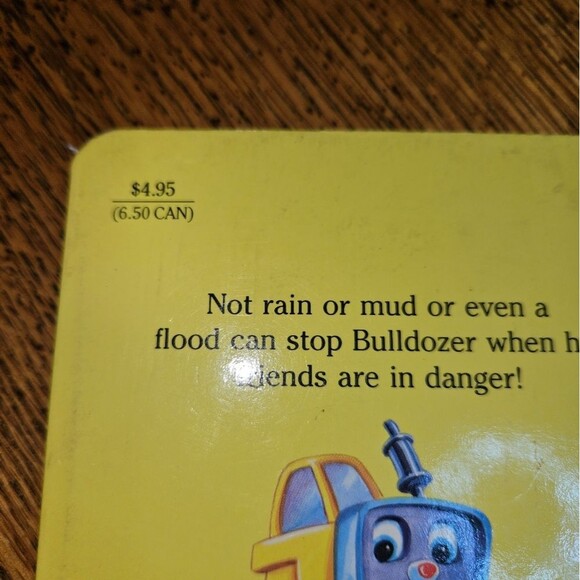 $4.95
(6.50 CAN)
Not rain or mud or even a
flood can stop Bulldozer when h
friends are in danger!